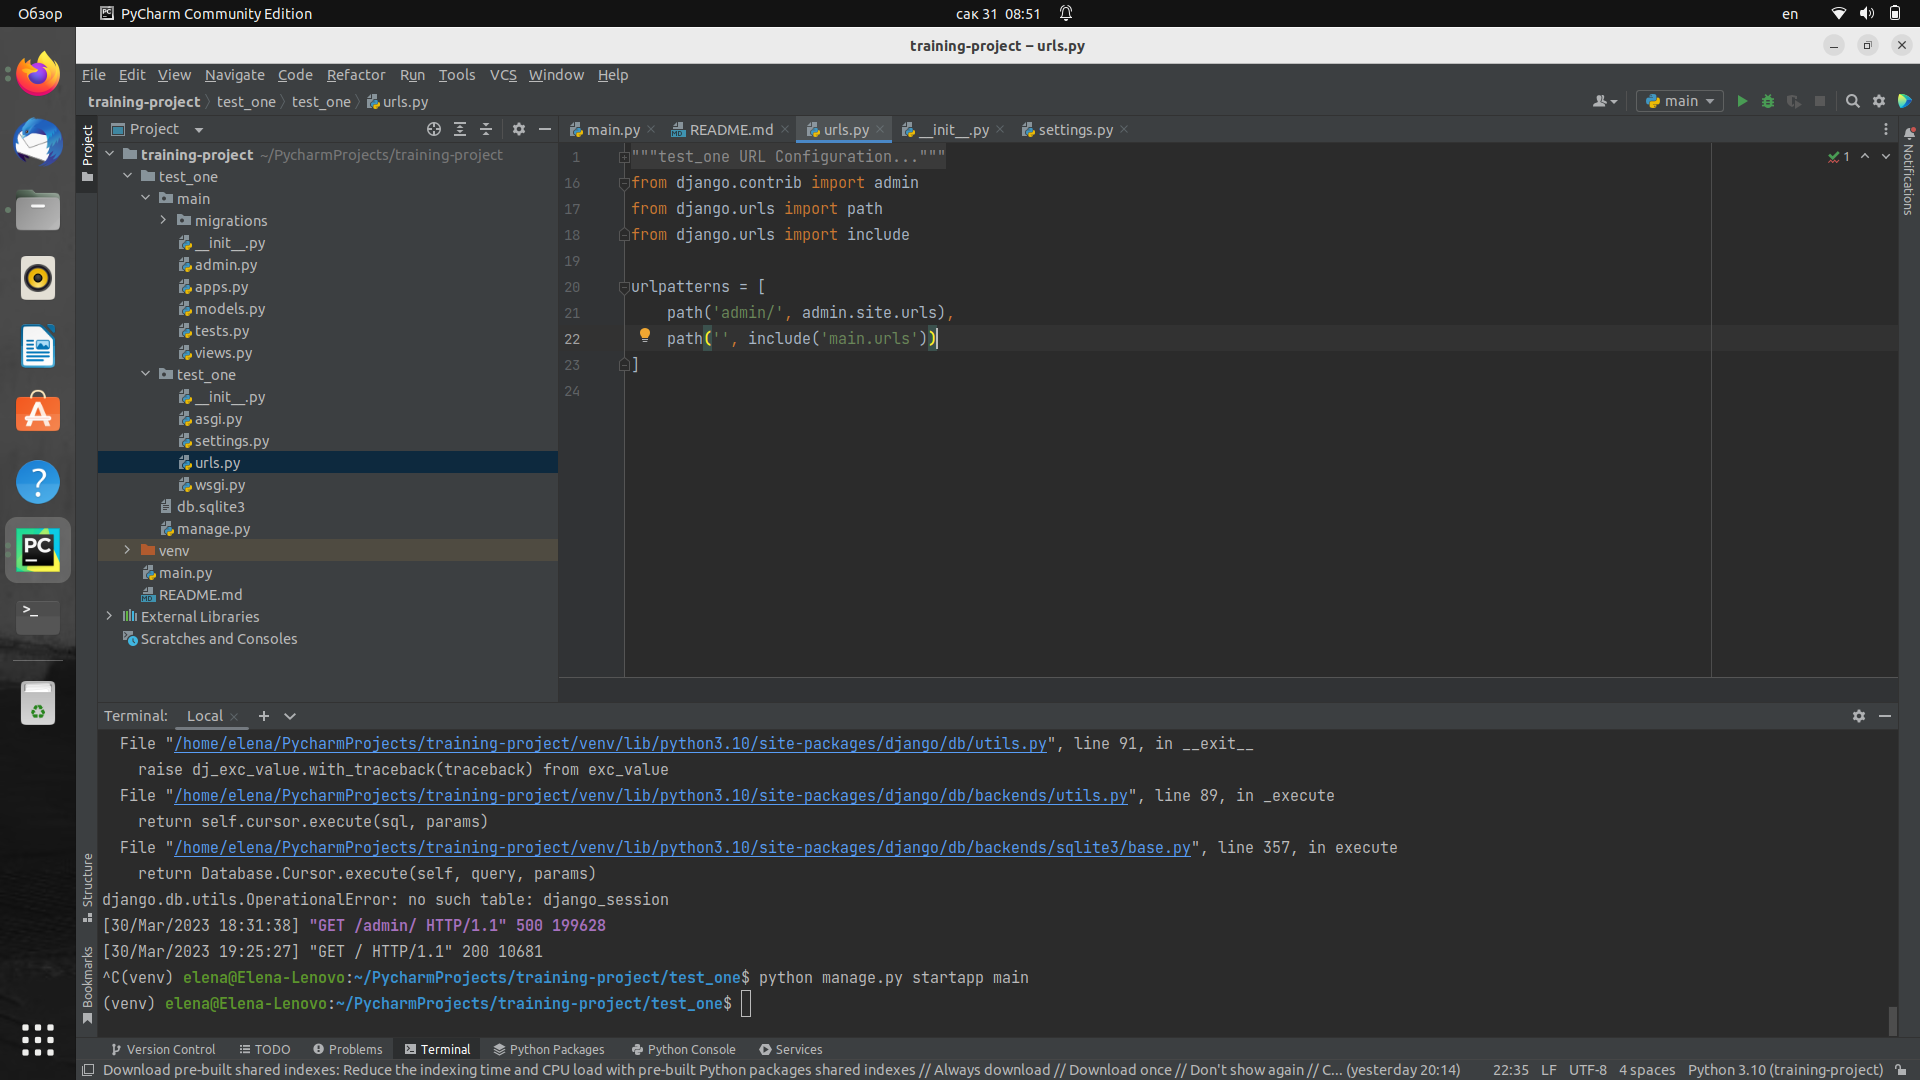 Обзор
PyCharm Community Edition
сак 31 08:51
en
training-project – urls.py
File Edit View Navigate Code Refactor Run Tools VCS Window Help
training-project test_one test_one urls.py
main
Project
Project
training-project ~/PycharmProjects/training-project
test_one
main
migrations
__init__.py
admin.py
apps.py
models.py
tests.py
views.py
test_one
__init__.py
asgi.py
settings.py
urls.py
wsgi.py
db.sqlite3
manage.py
venv
main.py
README.md
External Libraries
Scratches and Consoles
main.py README.md urls.py __init__.py settings.py
1 """test_one URL Configuration..."""
16 from django.contrib import admin
17 from django.urls import path
18 from django.urls import include
19
20 urlpatterns = [
21 path('admin/', admin.site.urls),
22 path('', include('main.urls'))
23 ]
24
1
Notifications
Terminal: Local
File "/home/elena/PycharmProjects/training-project/venv/lib/python3.10/site-packages/django/db/utils.py", line 91, in __exit__
raise dj_exc_value.with_traceback(traceback) from exc_value
File "/home/elena/PycharmProjects/training-project/venv/lib/python3.10/site-packages/django/db/backends/utils.py", line 89, in _execute
return self.cursor.execute(sql, params)
File "/home/elena/PycharmProjects/training-project/venv/lib/python3.10/site-packages/django/db/backends/sqlite3/base.py", line 357, in execute
return Database.Cursor.execute(self, query, params)
django.db.utils.OperationalError: no such table: django_session
[30/Mar/2023 18:31:38] "GET /admin/ HTTP/1.1" 500 199628
[30/Mar/2023 19:25:27] "GET / HTTP/1.1" 200 10681
^C(venv) elena@Elena-Lenovo:~/PycharmProjects/training-project/test_one$ python manage.py startapp main
(venv) elena@Elena-Lenovo:~/PycharmProjects/training-project/test_one$
Structure
Bookmarks
Version Control TODO Problems Terminal Python Packages Python Console Services
Download pre-built shared indexes: Reduce the indexing time and CPU load with pre-built Python packages shared indexes // Always download // Download once // Don't show again // C... (yesterday 20:14) 22:35 LF UTF-8 4 spaces Python 3.10 (training-project)